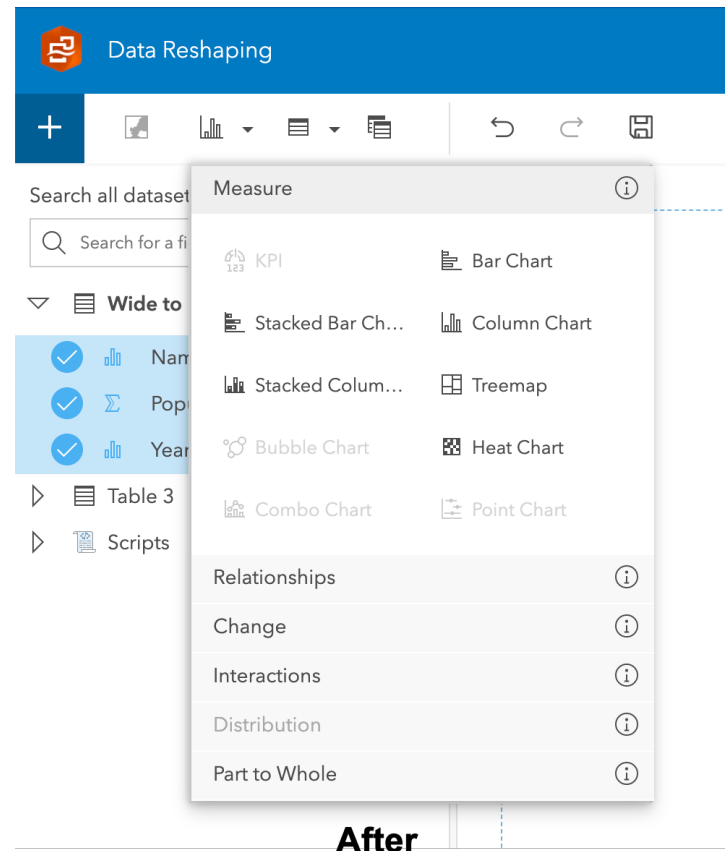 Data Reshaping
Search all dataset
Search for a fi
Measure
123 KPI
Bar Chart
Stacked Bar Ch...
Column Chart
Stacked Colum...
Treemap
Bubble Chart
Heat Chart
Combo Chart
Point Chart
Wide to
Nam
Popu
Year
Table 3
Scripts
Relationships
Change
Interactions
Distribution
Part to Whole
After